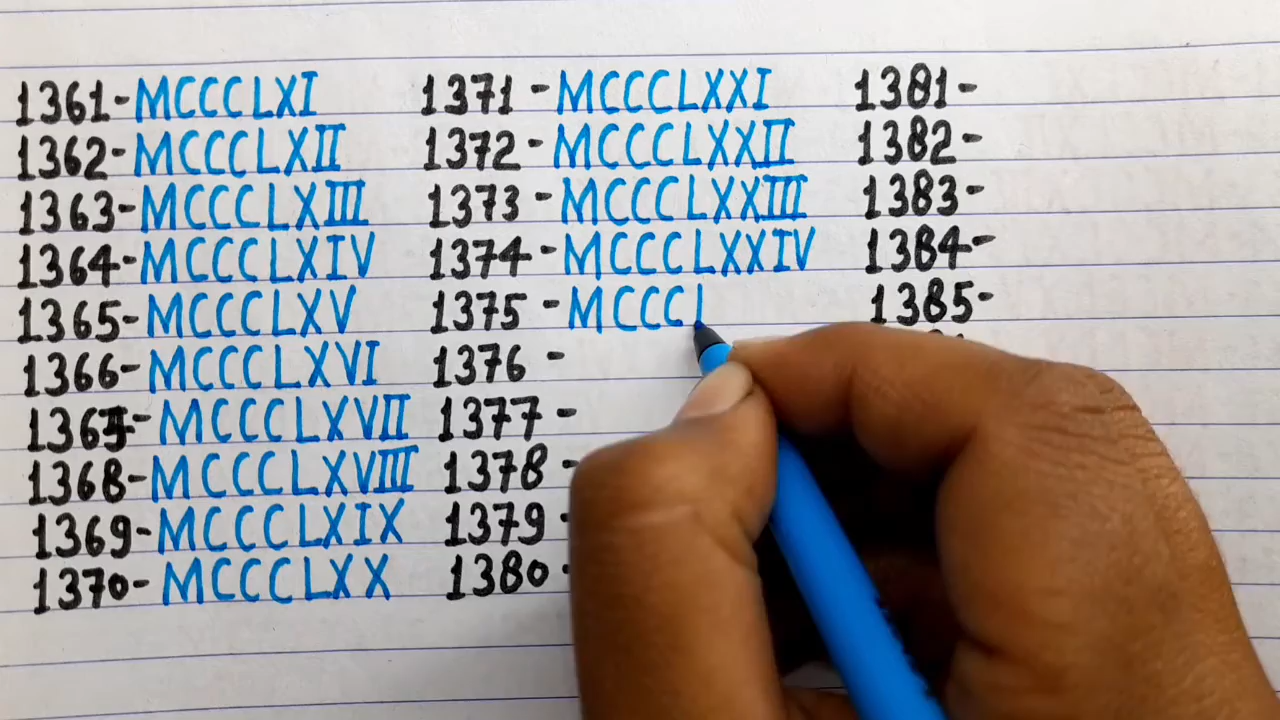 1361-MCCCLXI 1371-MCCCLXXI 1381-
1362-MCCCLXII 1372-MCCCLXXII 1382-
1363-MCCCLXIII 1373-MCCCLXXIII 1383-
1364-MCCCLXIV 1374-MCCCLXXIV 1384-
1365-MCCCLXV 1375-MCCCL 1385-
1366-MCCCLXVI 1376-
1367-MCCCLXVII 1377-
1368-MCCCLXVIII 1378-
1369-MCCCLXIX 1379-
1370-MCCCLXX 1380-